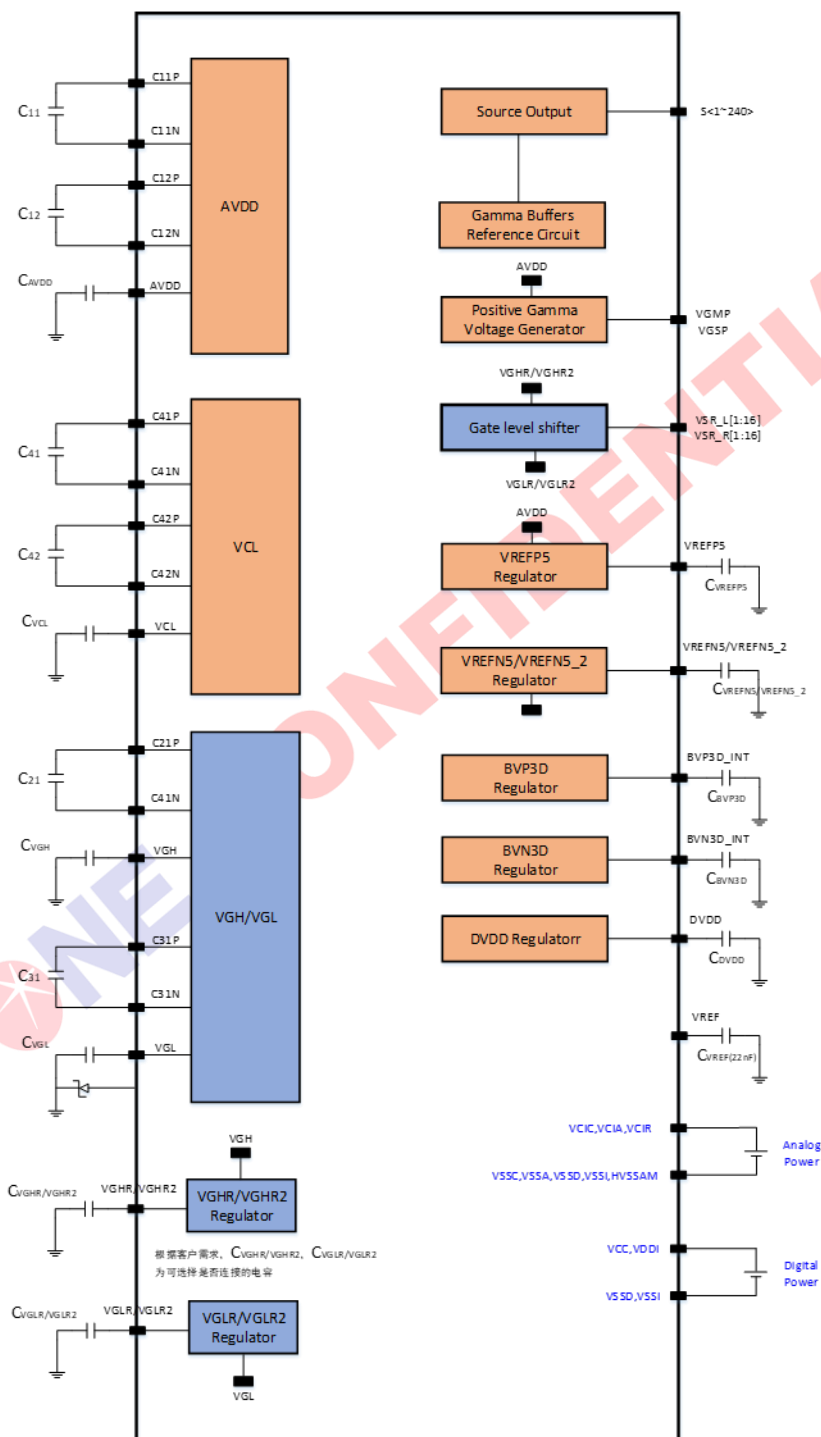 C11
C11P
C11N
C12
C12P
C12N
CAVDD
AVDD
AVDD
C41
C41P
C41N
C42
C42P
C42N
CVCL
VCL
VCL
C21
C21P
C41N
CVGH
VGH
C31
C31P
C31N
CVGL
VGL
VGH/VGL
VGH
CVGHR/VGHR2
VGHR/VGHR2
VGHR/VGHR2
Regulator
根据客户需求，CVGHR/VGHR2，CVGLR/VGLR2
为可选择是否连接的电容
CVGLR/VGLR2
VGLR/VGLR2
VGLR/VGLR2
Regulator
VGL
Source Output
S<1~240>
Gamma Buffers
Reference Circuit
AVDD
Positive Gamma
Voltage Generator
VGMP
VGSP
VGHR/VGHR2
Gate level shifter
VSR_L[1:16]
VSR_R[1:16]
VGLR/VGLR2
AVDD
VREFP5
Regulator
VREFP5
CVREFP5
VREFN5/VREFN5_2
Regulator
VREFN5/VREFN5_2
CVREFN5/VREFN5_2
BVP3D
Regulator
BVP3D_INT
CBVP3D
BVN3D
Regulator
BVN3D_INT
CBVN3D
DVDD Regulatorr
DVDD
CDVDD
VREF
CVREF(22nF)
VCIC,VCIA,VCIR
Analog
Power
VSSC,VSSA,VSSD,VSSI,HVSSAM
VCC,VDDI
Digital
Power
VSSD,VSSI
ONE CONFIDENTIA